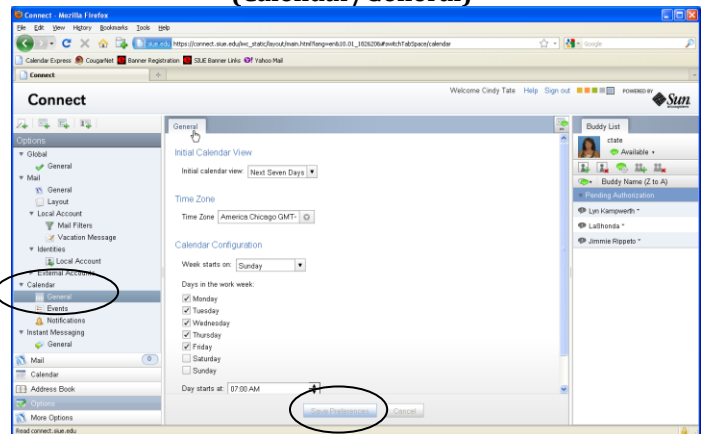 (Calendar/General)
Connect - Mozilla Firefox
File Edit View History Bookmarks Tools Help
siue.edu https://connect.siue.edu/iwc_static/layout/main.html?lang=en&10.01_182620&#switchTabSpace/calendar
Google
Calendar Express CougarNet Banner Registration SIUE Banner Links Yahoo Mail
Connect
Connect
Welcome Cindy Tate Help Sign out POWERED BY Sun
Options
Global
General
Mail
General
Layout
Local Account
Mail Filters
Vacation Message
Identities
Local Account
External Accounts
Calendar
General
Events
Notifications
Instant Messaging
General
Mail 0
Calendar
Address Book
Options
More Options
General
Initial Calendar View
Initial calendar view: Next Seven Days
Time Zone
Time Zone America Chicago GMT-
Calendar Configuration
Week starts on: Sunday
Days in the work week:
Monday
Tuesday
Wednesday
Thursday
Friday
Saturday
Sunday
Day starts at: 07:00 AM
Save Preferences Cancel
Buddy List
ctate
Available
Buddy Name (Z to A)
Pending Authorization
Lyn Kampwerth *
LaShonda *
Jimmie Rippeto *
Read connect.siue.edu